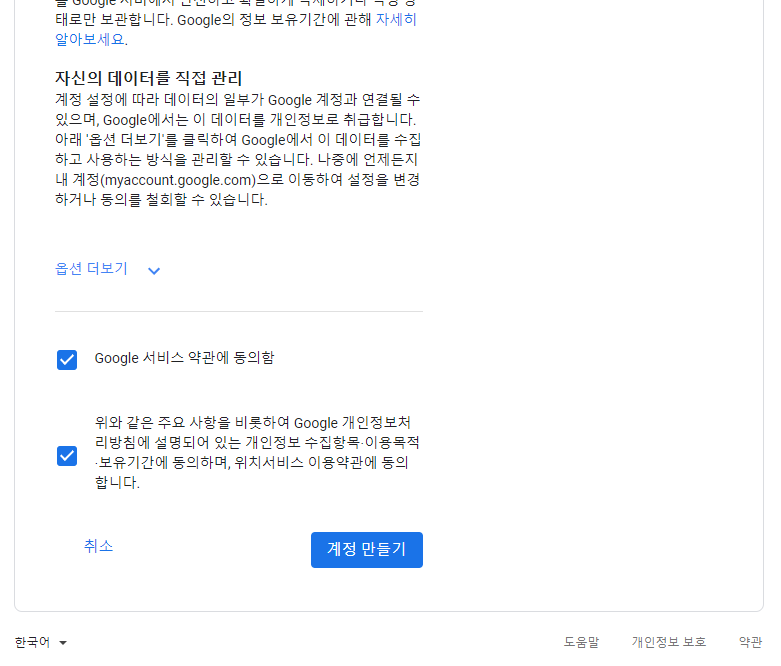 태로만 보관합니다. Google의 정보 보유기간에 관해 자세히
알아보세요.
자신의 데이터를 직접 관리
계정 설정에 따라 데이터의 일부가 Google 계정과 연결될 수
있으며, Google에서는 이 데이터를 개인정보로 취급합니다.
아래 '옵션 더보기'를 클릭하여 Google에서 이 데이터를 수집
하고 사용하는 방식을 관리할 수 있습니다. 나중에 언제든지
내 계정(myaccount.google.com)으로 이동하여 설정을 변경
하거나 동의를 철회할 수 있습니다.
옵션 더보기
Google 서비스 약관에 동의함
위와 같은 주요 사항을 비롯하여 Google 개인정보처
리방침에 설명되어 있는 개인정보 수집항목·이용목적
·보유기간에 동의하며, 위치서비스 이용약관에 동의
합니다.
취소
계정 만들기
한국어
도움말
개인정보 보호
약관